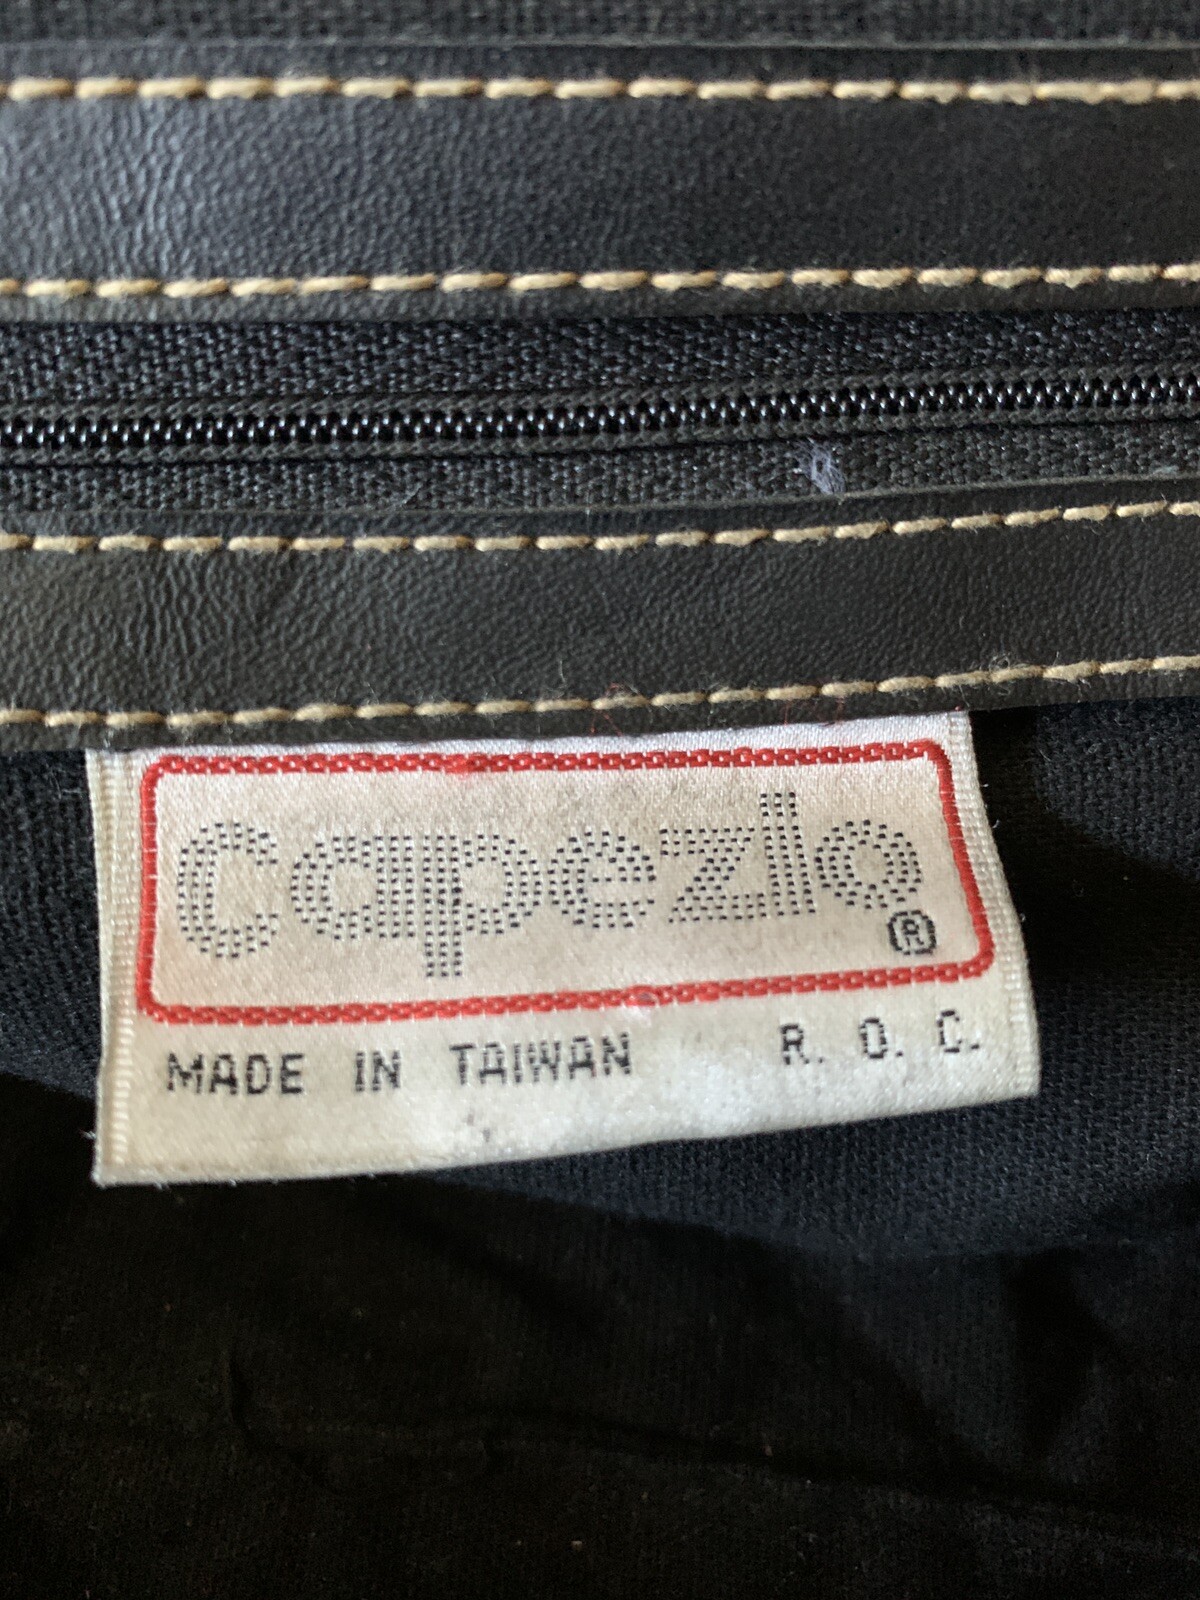 capezio
®
MADE IN TAIWAN R. O. C.